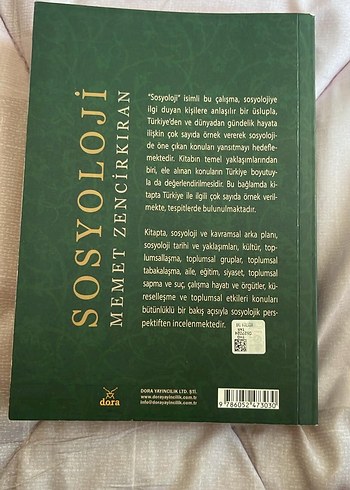 SOSYOLOJİ
MEMET ZENCİRKIRAN
"Sosyoloji" isimli bu çalışma, sosyolojiye
ilgi duyan kişilere anlaşılır bir üslupla,
Türkiye'den ve dünyadan gündelik hayata
ilişkin çok sayıda örnek vererek sosyoloji-
de öne çıkan konuları yansıtmayı hedefle-
mektedir. Kitabın temel yaklaşımlarından
biri, ele alınan konuların Türkiye boyutuy-
la da değerlendirilmesidir. Bu bağlamda ki-
tapta Türkiye ile ilgili çok sayıda örnek veril-
mekte, tespitlerde bulunulmaktadır.
Kitapta, sosyoloji ve kavramsal arka planı,
sosyoloji tarihi ve yaklaşımları, kültür, top-
lumsallaşma, toplumsal gruplar, toplumsal
tabakalaşma, aile, eğitim, siyaset, toplumsal
sapma ve suç, çalışma hayatı ve örgütler, kü-
reselleşme ve toplumsal etkileri konuları
bütünlüklü bir bakış açısıyla sosyolojik pers-
pektiften incelenmektedir.
dora
DORA YAYINCILIK LTD. ŞTİ.
www.dorayayincilik.com.tr
info@dorayayincilik.com.tr
9 786052 473030